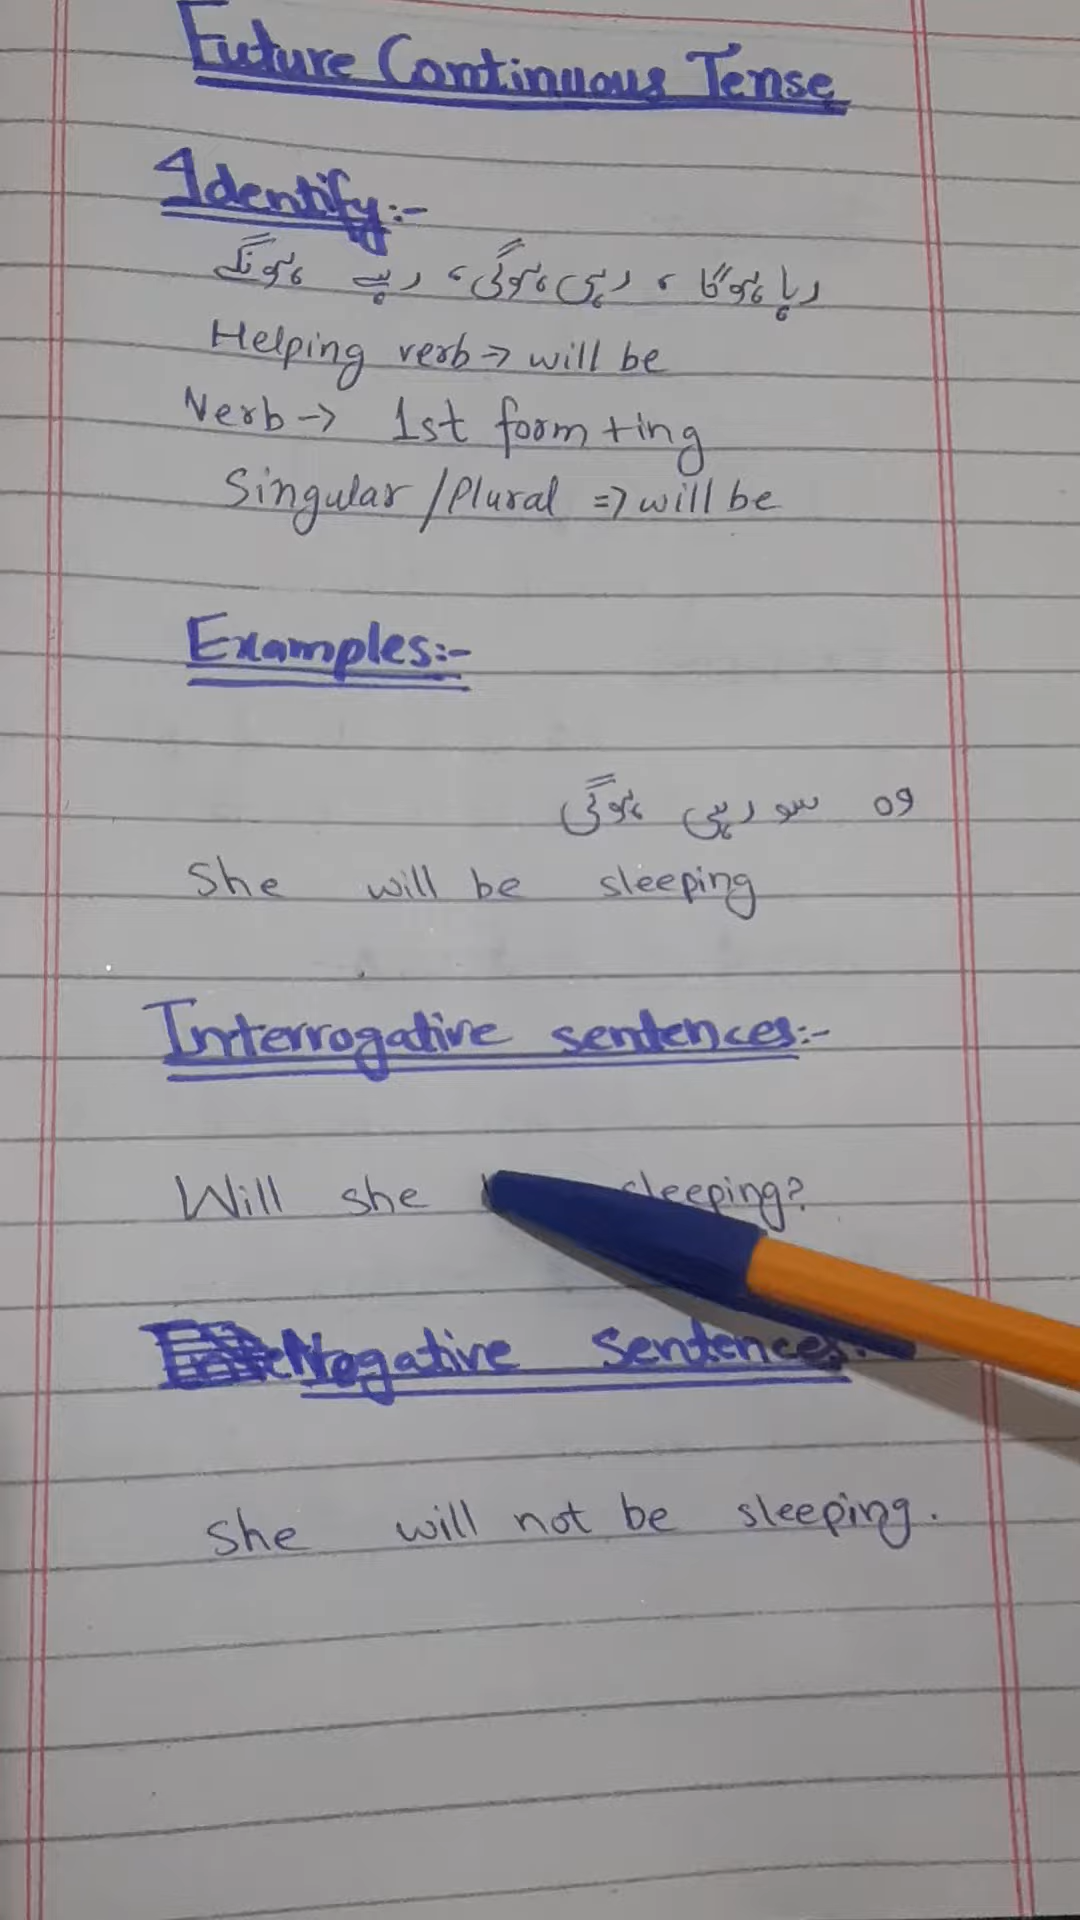 Future Continuous Tense
Identify:-
رہا ہوگا ، رہی ہوگی ، رہے ہونگے
Helping verb → will be
Verb → 1st form + ing
Singular / Plural => will be
Examples:-
وہ سو رہی ہوگی
She will be sleeping
Interrogative sentences:-
Will she sleeping?
Negative Sentences:
She will not be sleeping.